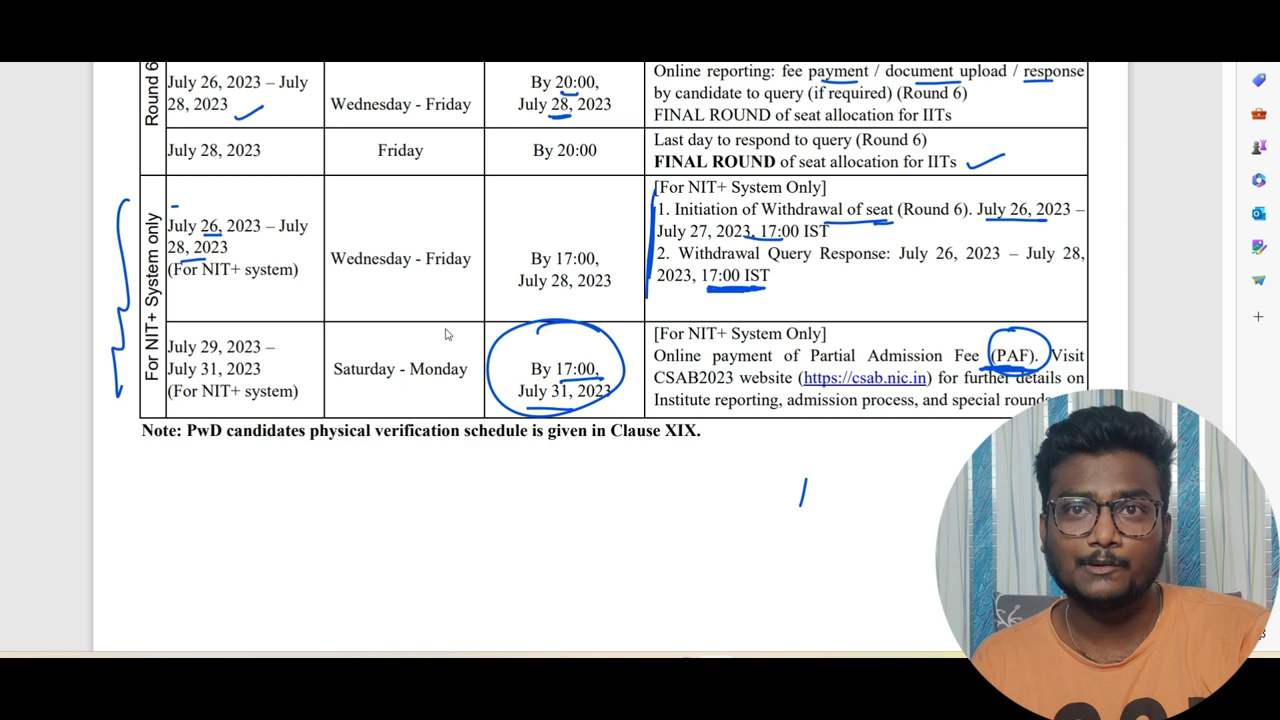 Round 6
July 26, 2023 – July
28, 2023
Wednesday - Friday
By 20:00,
July 28, 2023
Online reporting: fee payment / document upload / response
by candidate to query (if required) (Round 6)
FINAL ROUND of seat allocation for IITs
July 28, 2023
Friday
By 20:00
Last day to respond to query (Round 6)
FINAL ROUND of seat allocation for IITs
For NIT+ System only
July 26, 2023 – July
28, 2023
(For NIT+ system)
Wednesday - Friday
By 17:00,
July 28, 2023
[For NIT+ System Only]
1. Initiation of Withdrawal of seat (Round 6). July 26, 2023 –
July 27, 2023, 17:00 IST
2. Withdrawal Query Response: July 26, 2023 – July 28,
2023, 17:00 IST
July 29, 2023 –
July 31, 2023
(For NIT+ system)
Saturday - Monday
By 17:00,
July 31, 2023
[For NIT+ System Only]
Online payment of Partial Admission Fee (PAF). Visit
CSAB2023 website (https://csab.nic.in) for further details on
Institute reporting, admission process, and special rounds
Note: PwD candidates physical verification schedule is given in Clause XIX.